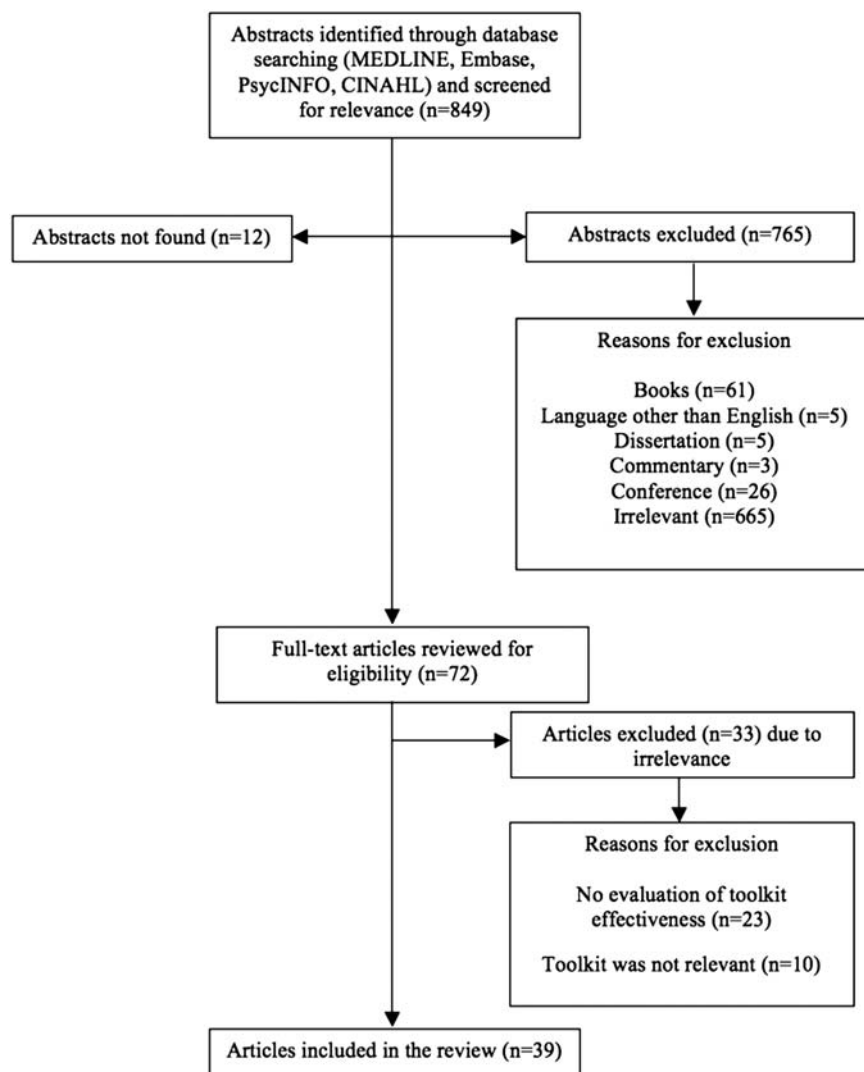 Abstracts identified through database
searching (MEDLINE, Embase,
PsycINFO, CINAHL) and screened
for relevance (n=849)
Abstracts not found (n=12)
Abstracts excluded (n=765)
Reasons for exclusion
Books (n=61)
Language other than English (n=5)
Dissertation (n=5)
Commentary (n=3)
Conference (n=26)
Irrelevant (n=665)
Full-text articles reviewed for
eligibility (n=72)
Articles excluded (n=33) due to
irrelevance
Reasons for exclusion
No evaluation of toolkit
effectiveness (n=23)
Toolkit was not relevant (n=10)
Articles included in the review (n=39)